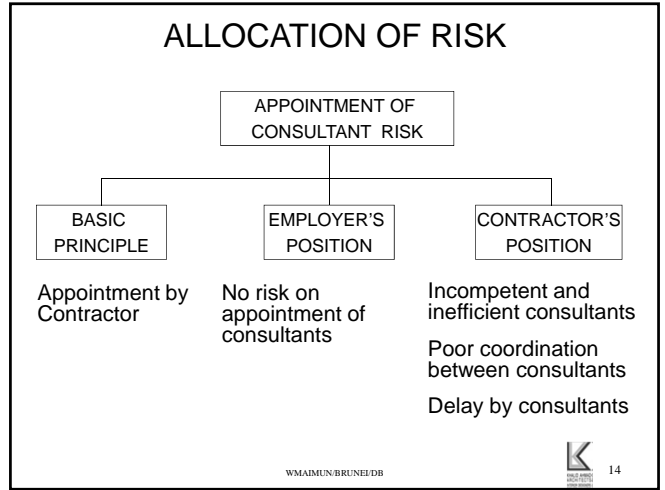 ALLOCATION OF RISK
APPOINTMENT OF
CONSULTANT RISK
BASIC
PRINCIPLE
Appointment by
Contractor
EMPLOYER'S
POSITION
No risk on
appointment of
consultants
CONTRACTOR'S
POSITION
Incompetent and
inefficient consultants
Poor coordination
between consultants
Delay by consultants
WMAIMUN/BRUNEI/DB
14